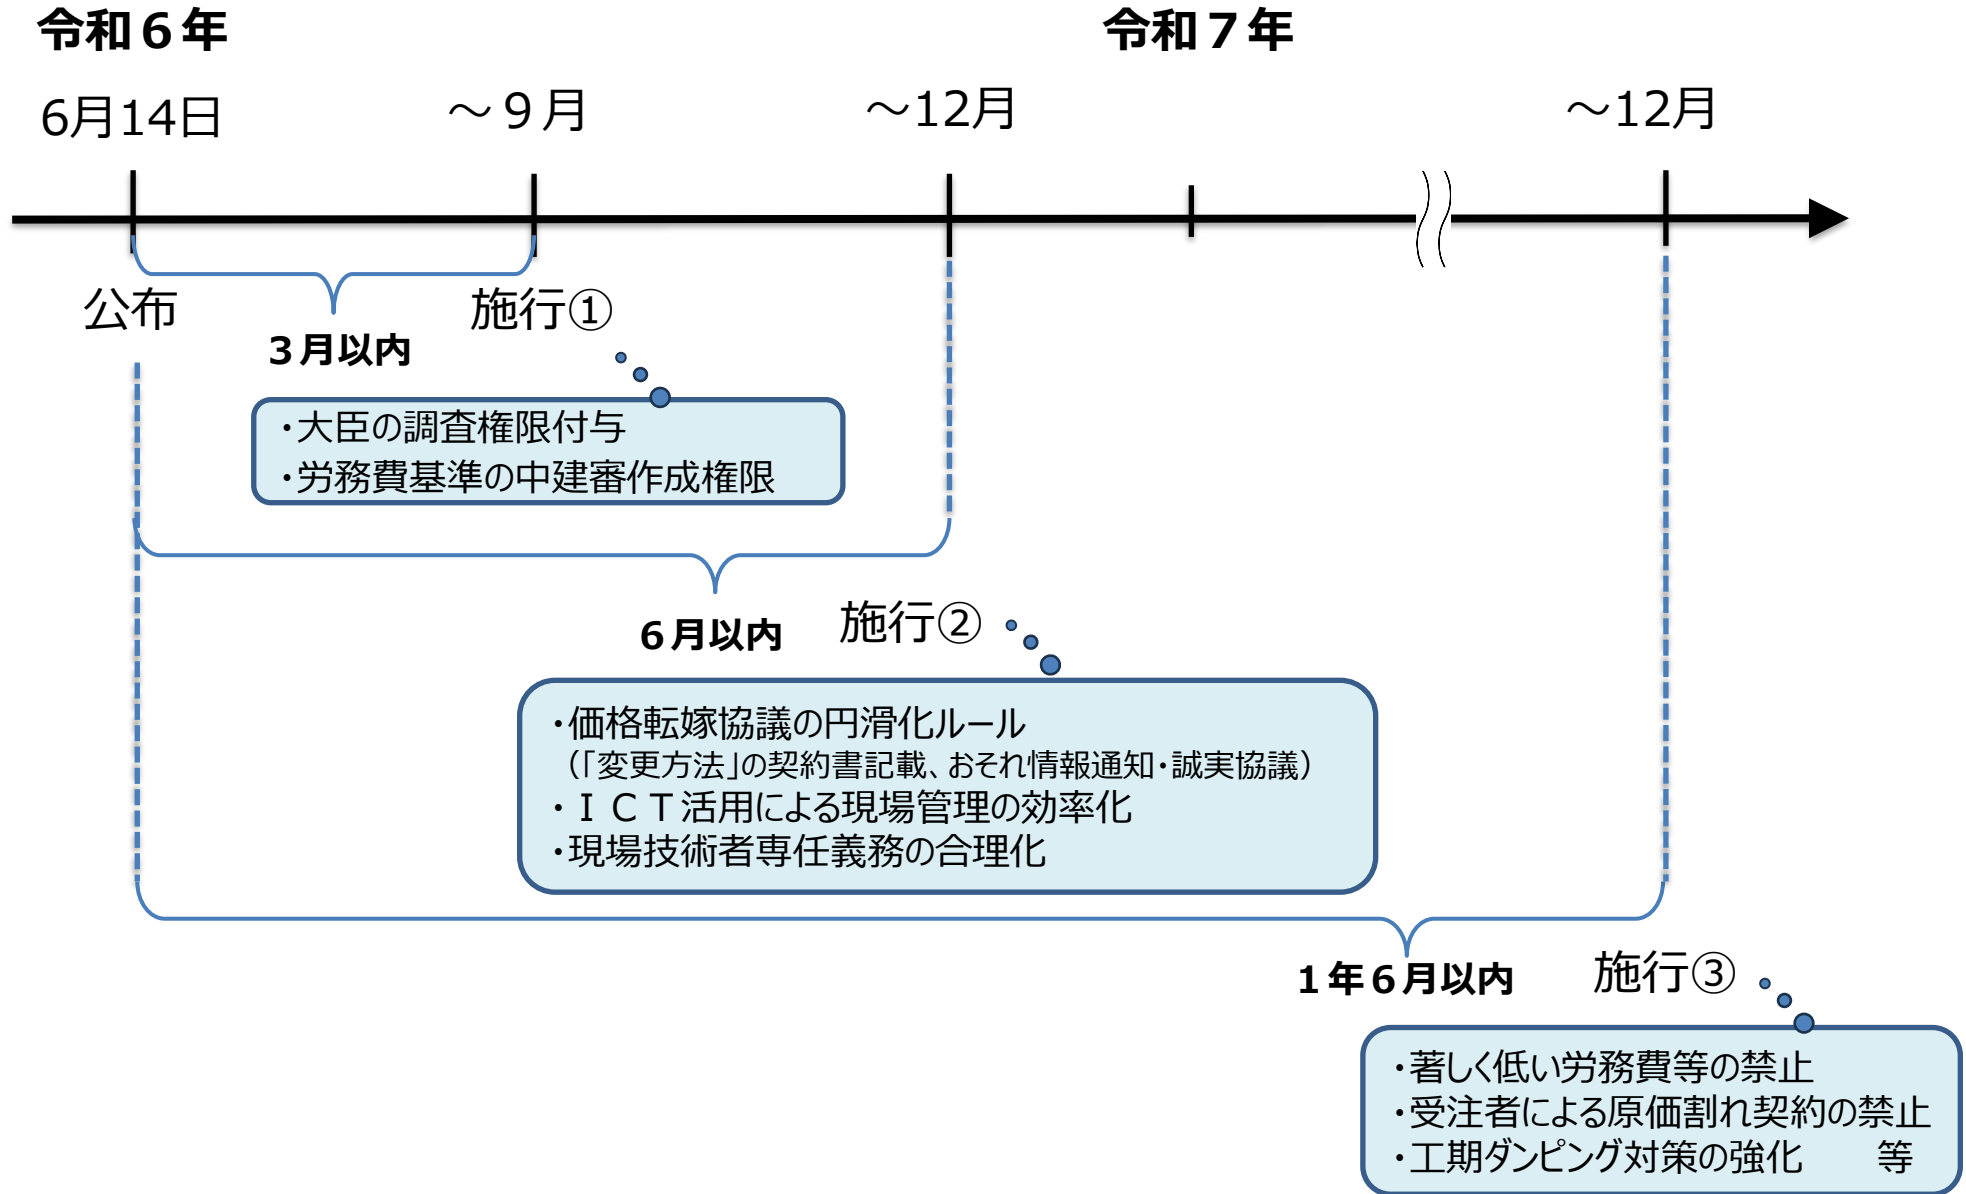 令和６年
令和７年
6月14日
～９月
～12月
～12月
公布
施行①
３月以内
・大臣の調査権限付与
・労務費基準の中建審作成権限
施行②
６月以内
・価格転嫁協議の円滑化ルール
（「変更方法」の契約書記載、おそれ情報通知・誠実協議）
・ＩＣＴ活用による現場管理の効率化
・現場技術者専任義務の合理化
施行③
１年６月以内
・著しく低い労務費等の禁止
・受注者による原価割れ契約の禁止
・工期ダンピング対策の強化　　等